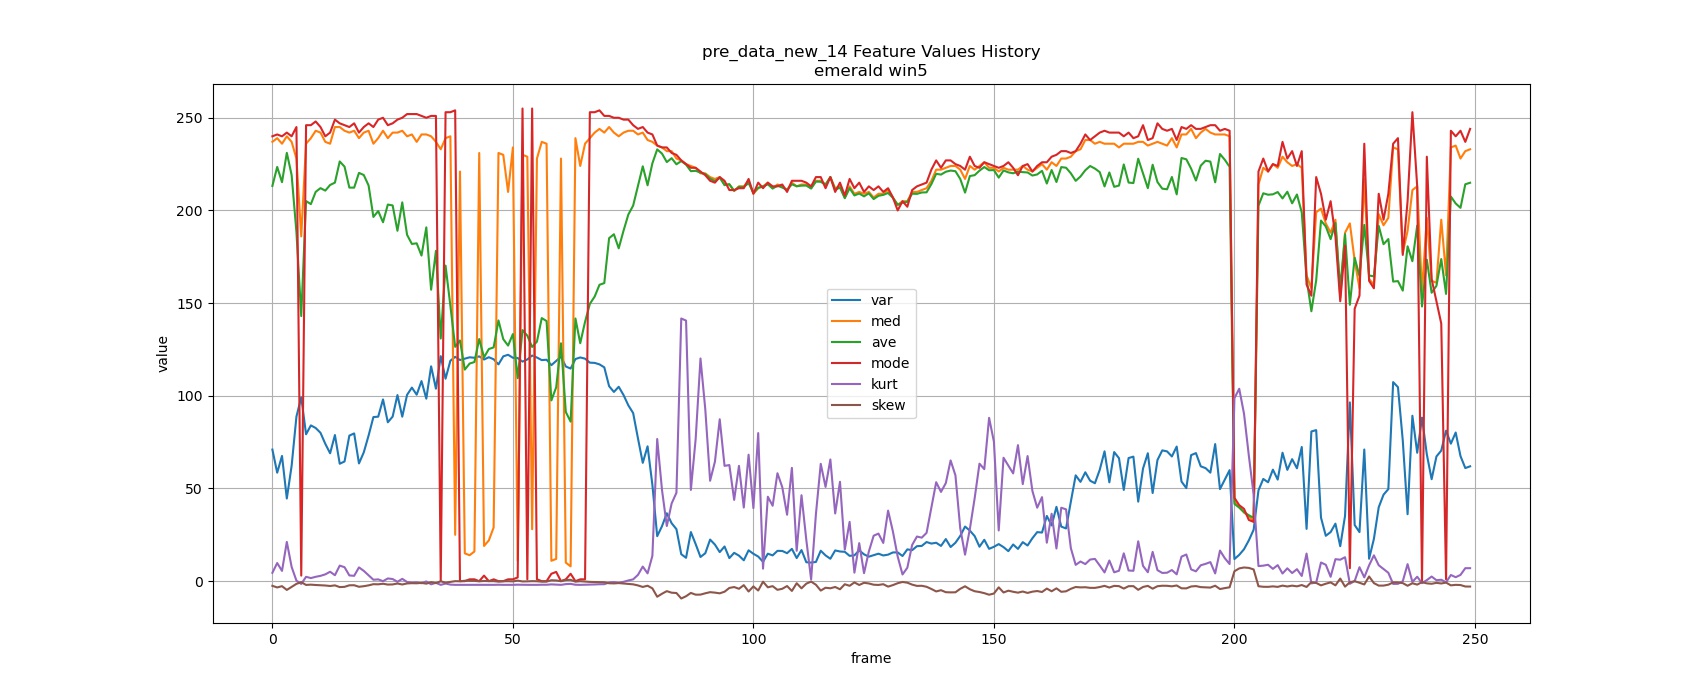 pre_data_new_14 Feature Values History
emerald win5
value
250
200
150
100
50
0
var
med
ave
mode
kurt
skew
0
50
100
150
200
250
frame